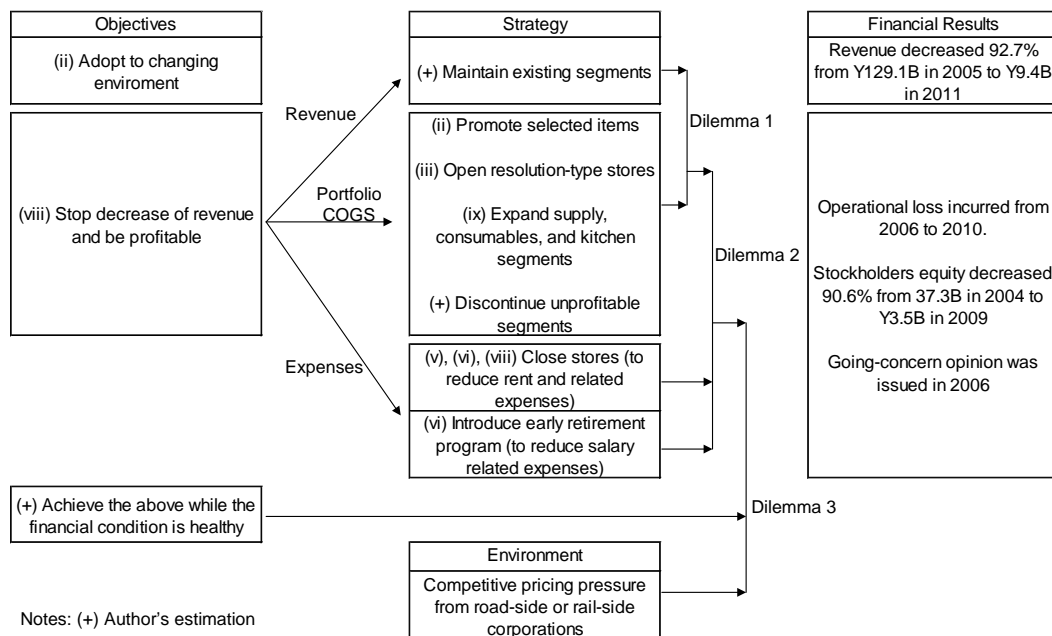 Objectives
(ii) Adopt to changing
enviroment
(viii) Stop decrease of revenue
and be profitable
(+) Achieve the above while the
financial condition is healthy
Notes: (+) Author's estimation
Revenue
Portfolio
COGS
Expenses
Strategy
(+) Maintain existing segments
(ii) Promote selected items
(iii) Open resolution-type stores
(ix) Expand supply,
consumables, and kitchen
segments
(+) Discontinue unprofitable
segments
(v), (vi), (viii) Close stores (to
reduce rent and related
expenses)
(vi) Introduce early retirement
program (to reduce salary
related expenses)
Environment
Competitive pricing pressure
from road-side or rail-side
corporations
Dilemma 1
Dilemma 2
Dilemma 3
Financial Results
Revenue decreased 92.7%
from Y129.1B in 2005 to Y9.4B
in 2011
Operational loss incurred from
2006 to 2010.
Stockholders equity decreased
90.6% from 37.3B in 2004 to
Y3.5B in 2009
Going-concern opinion was
issued in 2006